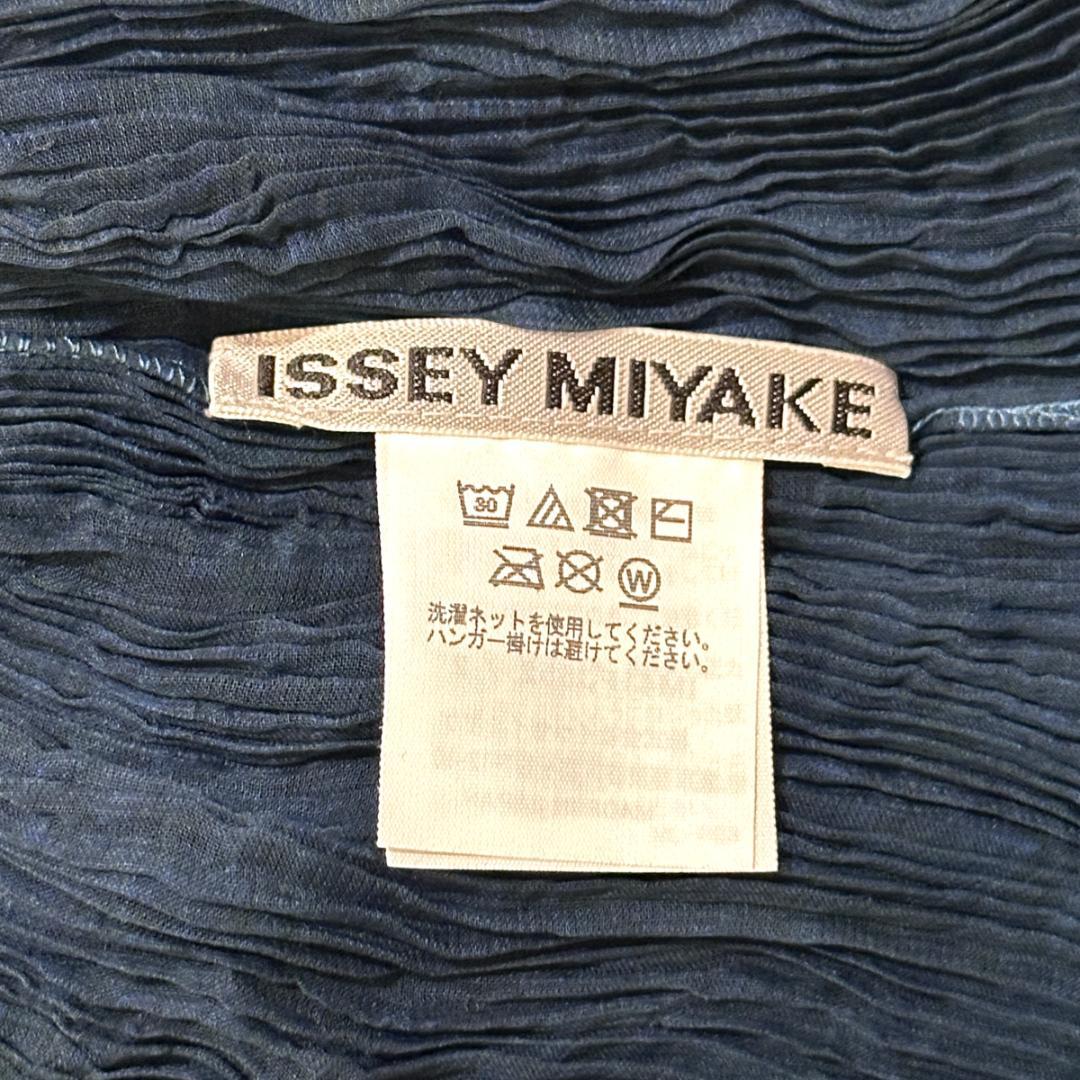 ISSEY MIYAKE
30
W
洗濯ネットを使用してください。
ハンガー掛けは避けてください。